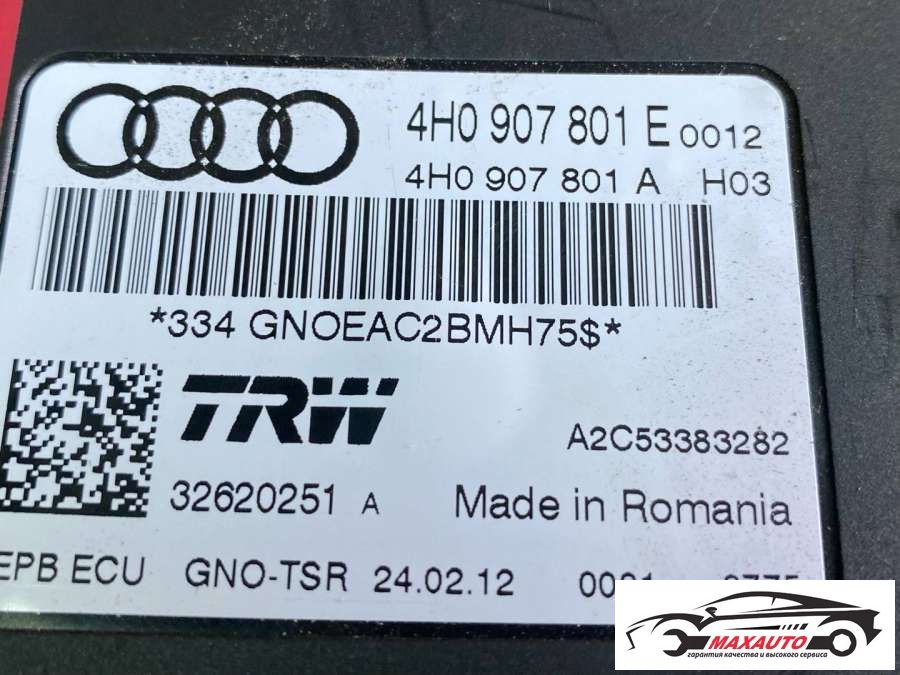 4H0 907 801 E 0012
4H0 907 801 A H03
*334 GNOEAC2BMH75$*
TRW
A2C53383282
32620251 A Made in Romania
EPB ECU GNO-TSR 24.02.12
MAXAUTO
гарантия качества и высокого сервиса